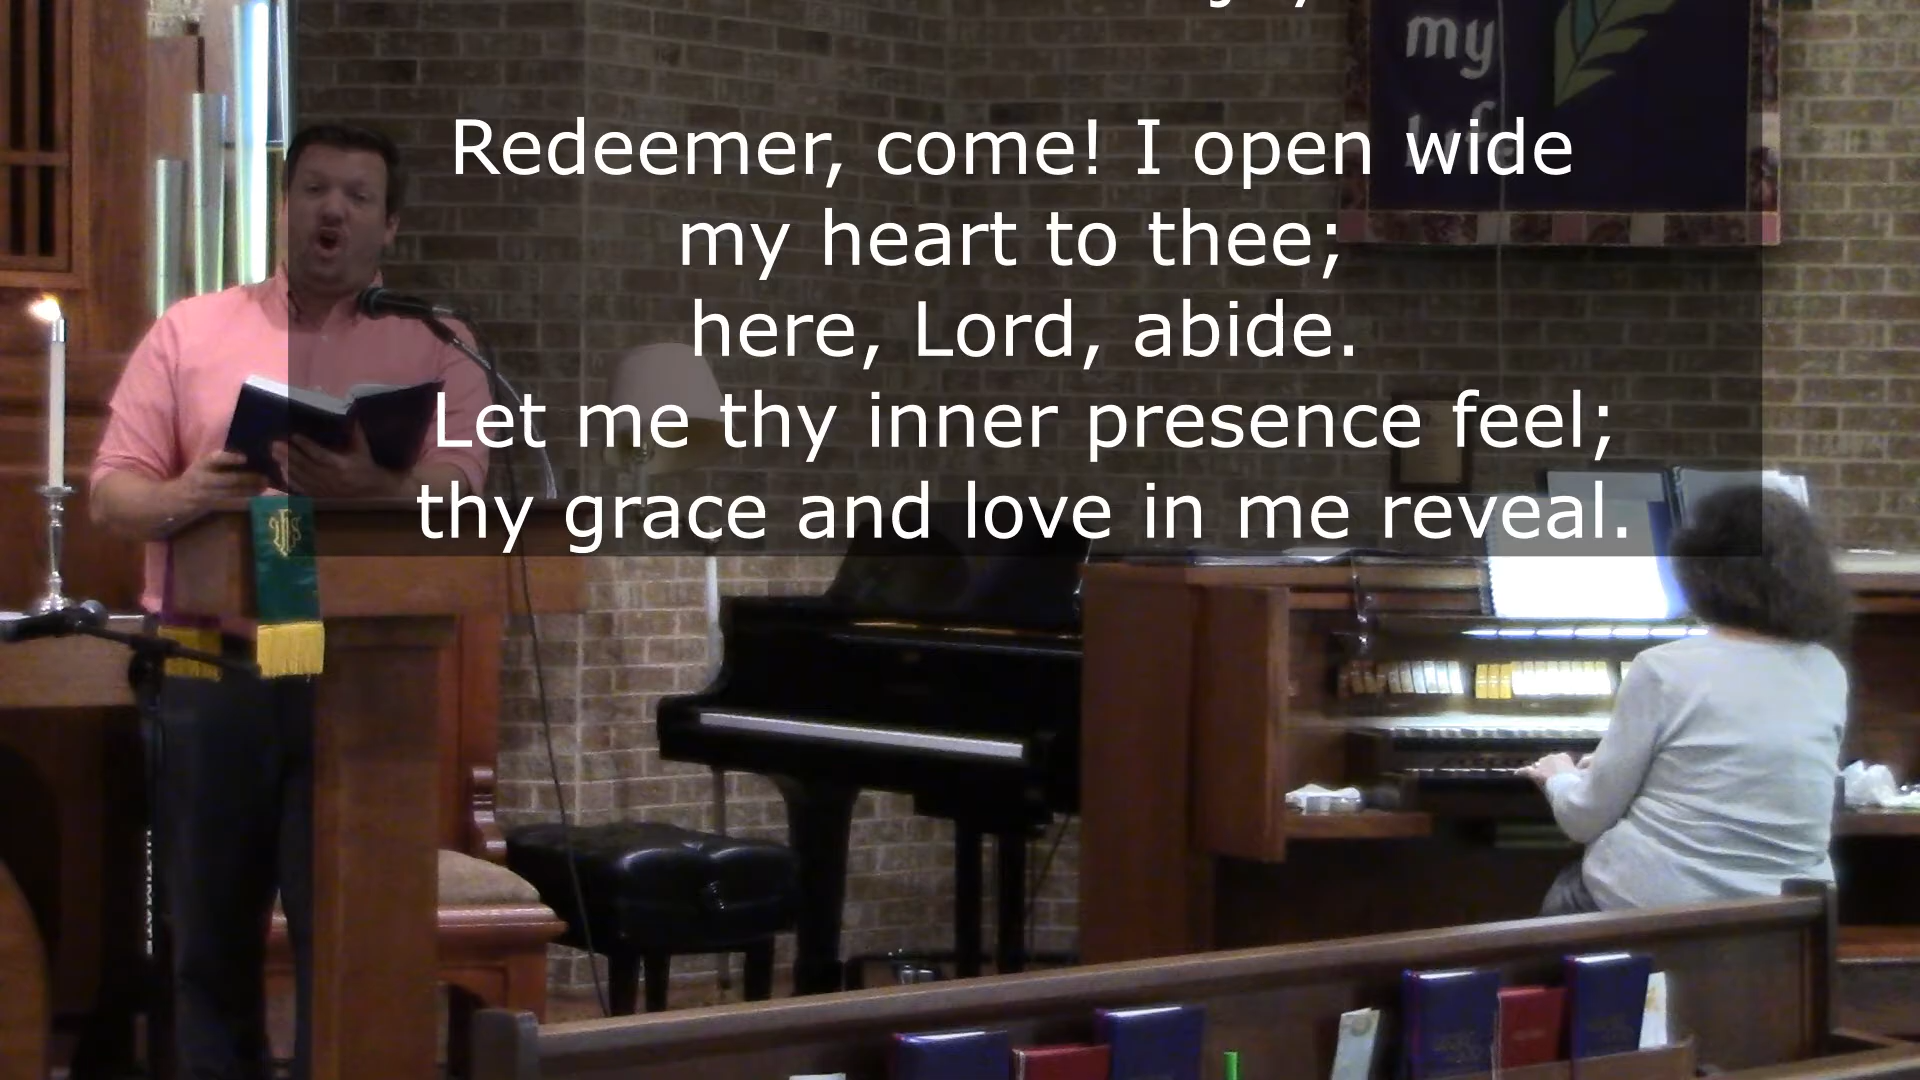 my
Redeemer, come! I open wide
my heart to thee;
here, Lord, abide.
Let me thy inner presence feel;
thy grace and love in me reveal.